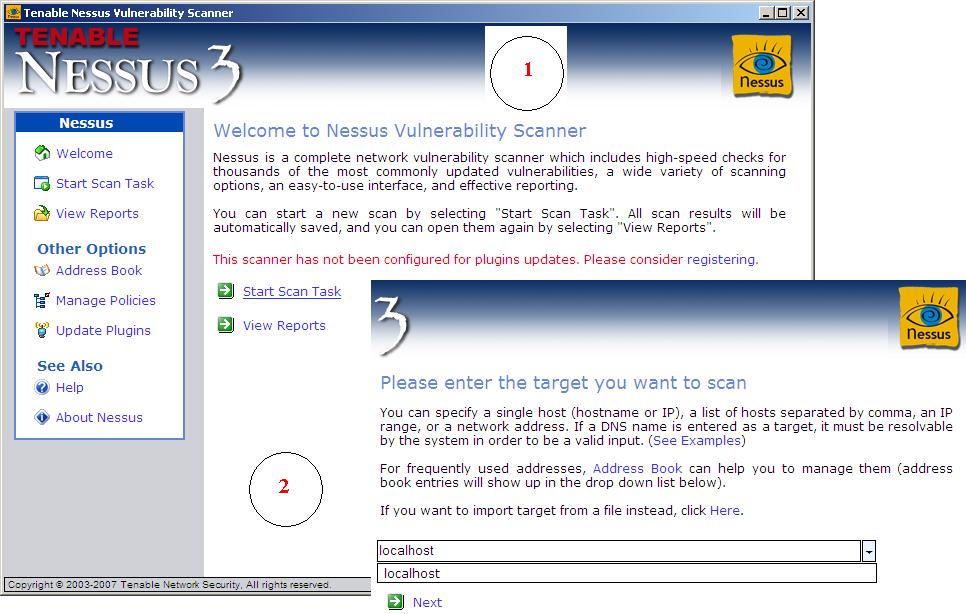 Tenable Nessus Vulnerability Scanner
TENABLE
NESSUS 3
1
Nessus
Nessus
Welcome
Start Scan Task
View Reports
Other Options
Address Book
Manage Policies
Update Plugins
See Also
Help
About Nessus
Welcome to Nessus Vulnerability Scanner
Nessus is a complete network vulnerability scanner which includes high-speed checks for
thousands of the most commonly updated vulnerabilities, a wide variety of scanning
options, an easy-to-use interface, and effective reporting.
You can start a new scan by selecting "Start Scan Task". All scan results will be
automatically saved, and you can open them again by selecting "View Reports".
This scanner has not been configured for plugins updates. Please consider registering.
Start Scan Task
View Reports
2
Copyright © 2003-2007 Tenable Network Security, All rights reserved.
3
Nessus
Please enter the target you want to scan
You can specify a single host (hostname or IP), a list of hosts separated by comma, an IP
range, or a network address. If a DNS name is entered as a target, it must be resolvable
by the system in order to be a valid input. (See Examples)
For frequently used addresses, Address Book can help you to manage them (address
book entries will show up in the drop down list below).
If you want to import target from a file instead, click Here.
localhost
localhost
Next